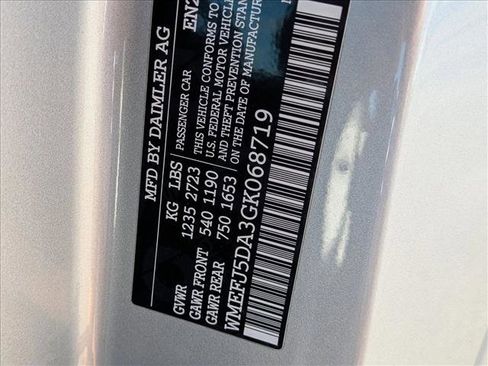 MFD BY DAIMLER AG
KG LBS
GVWR 1235 2723
GAWR FRONT 540 1190
GAWR REAR 750 1653
PASSENGER CAR
THIS VEHICLE CONFORMS TO
U.S. FEDERAL MOTOR VEHICLE
AND THEFT PREVENTION STAN
ON THE DATE OF MANUFACTUR
WMEFJ5DA3GK068719